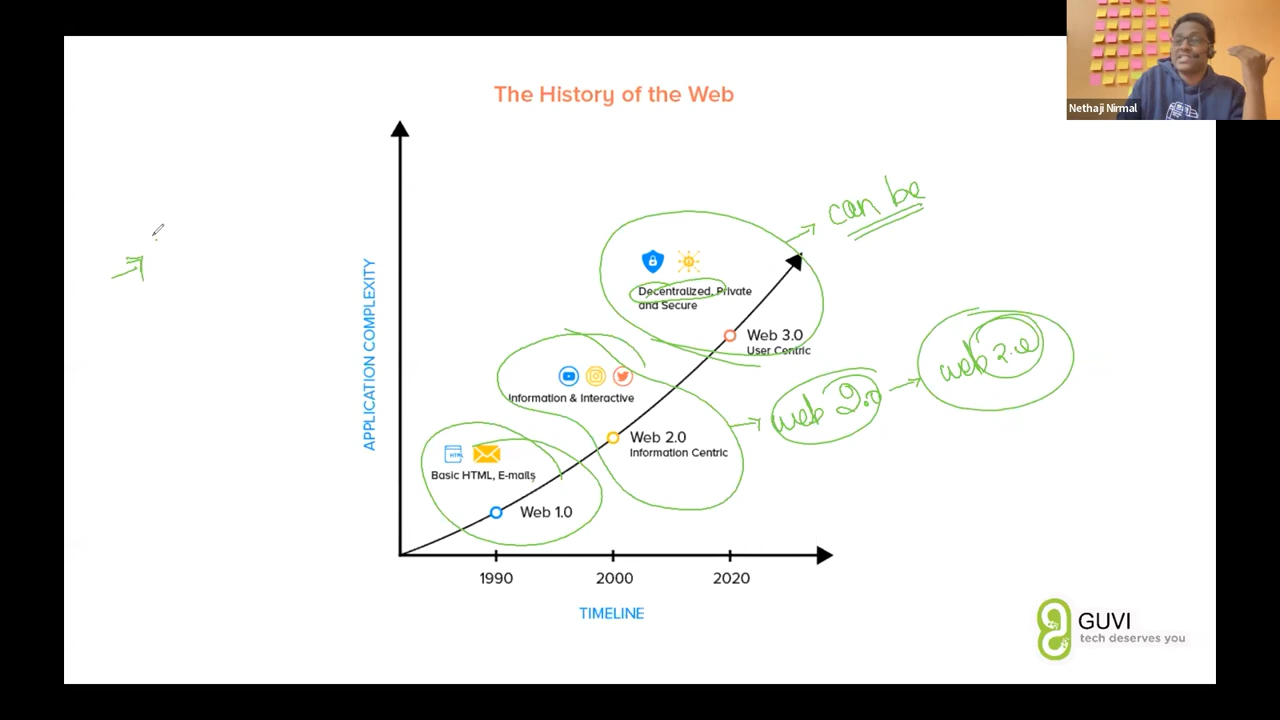 Nethaji Nirmal
The History of the Web
can be
Decentralized, Private
and Secure
Web 3.0
User Centric
web 2.0
Information & Interactive
web 2.0
Web 2.0
Information Centric
HTML
Basic HTML, E-mails
Web 1.0
APPLICATION COMPLEXITY
1990
2000
2020
TIMELINE
GUVI
tech deserves you